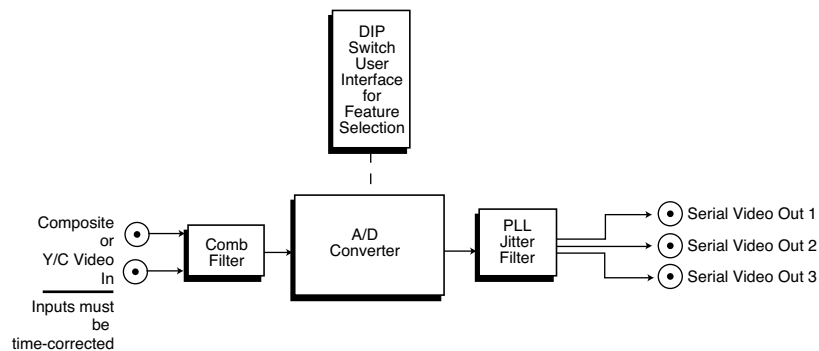 DIP
Switch
User
Interface
for
Feature
Selection
Composite
or
Y/C Video
In
Inputs must
be
time-corrected
Comb
Filter
A/D
Converter
PLL
Jitter
Filter
Serial Video Out 1
Serial Video Out 2
Serial Video Out 3